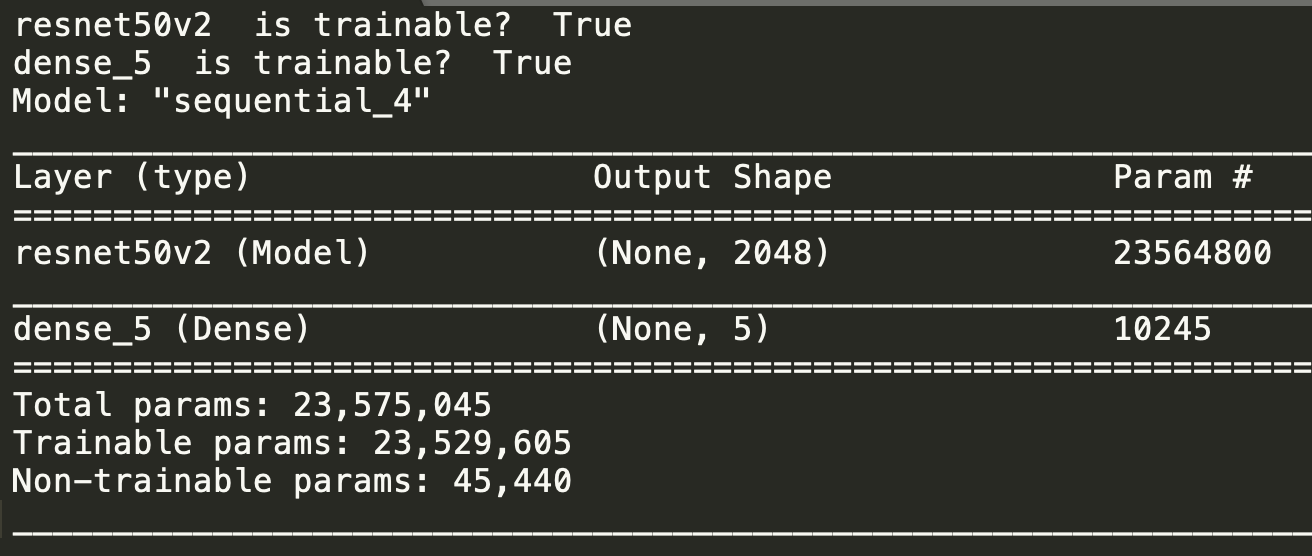 resnet50v2  is trainable?  True
dense_5  is trainable?  True
Model: "sequential_4"
_________________________________________________________________
Layer (type)                 Output Shape              Param #
=================================================================
resnet50v2 (Model)           (None, 2048)              23564800
_________________________________________________________________
dense_5 (Dense)              (None, 5)                 10245
=================================================================
Total params: 23,575,045
Trainable params: 23,529,605
Non-trainable params: 45,440
_________________________________________________________________